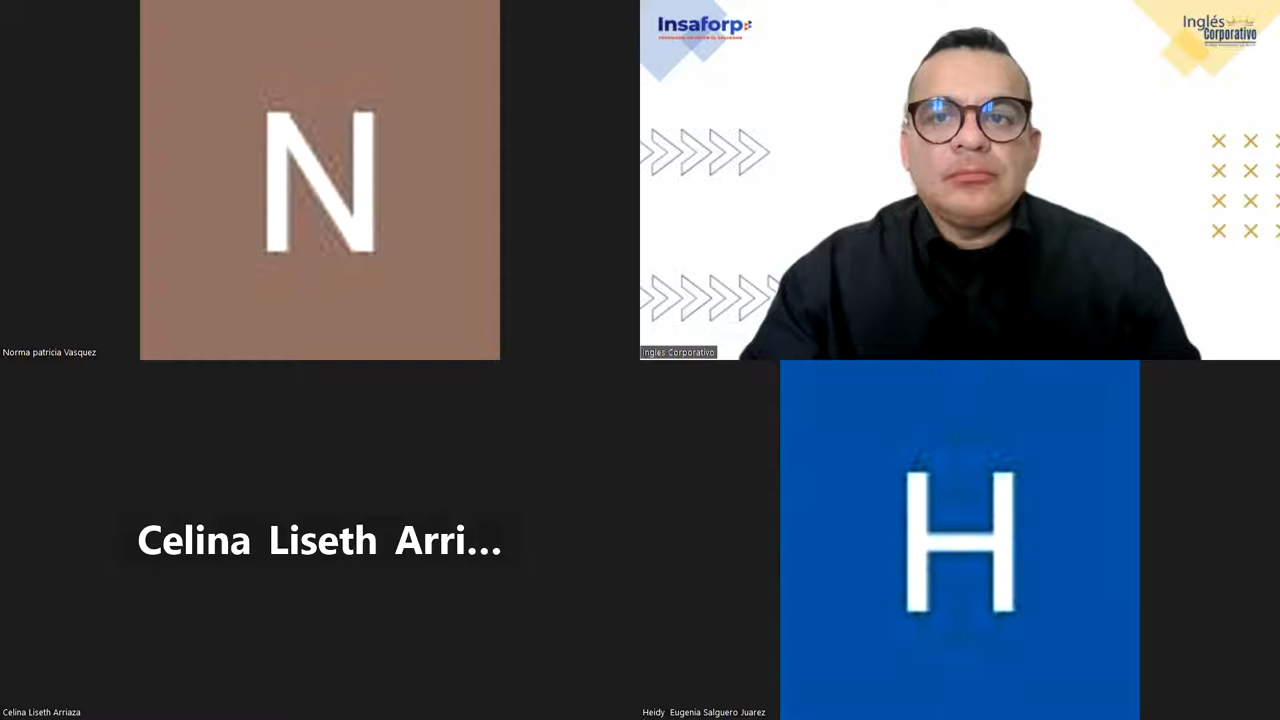 N
Norma patricia Vasquez
Insaforp
Inglés
Corporativo
Ingles Corporativo
Celina Liseth Arri...
Celina Liseth Arriaza
H
Heidy Eugenia Salguero Juarez